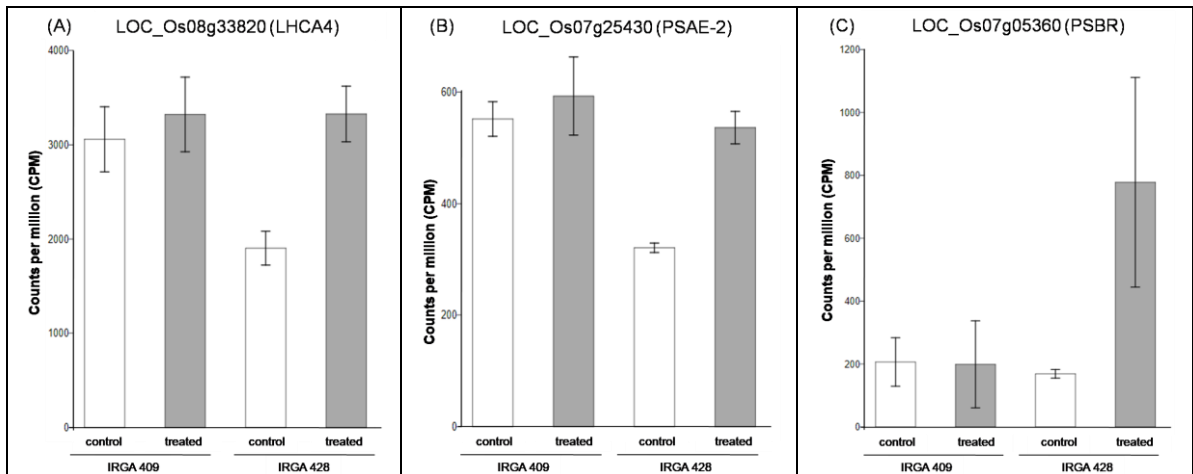 (A) LOC_Os08g33820 (LHCA4)
4000
3000
2000
1000
0
Counts per million (CPM)
control treated control treated
IRGA 409 IRGA 428
(B) LOC_Os07g25430 (PSAE-2)
600
400
200
0
Counts per million (CPM)
control treated control treated
IRGA 409 IRGA 428
(C) LOC_Os07g05360 (PSBR)
1200
1000
800
600
400
200
0
Counts per million (CPM)
control treated control treated
IRGA 409 IRGA 428